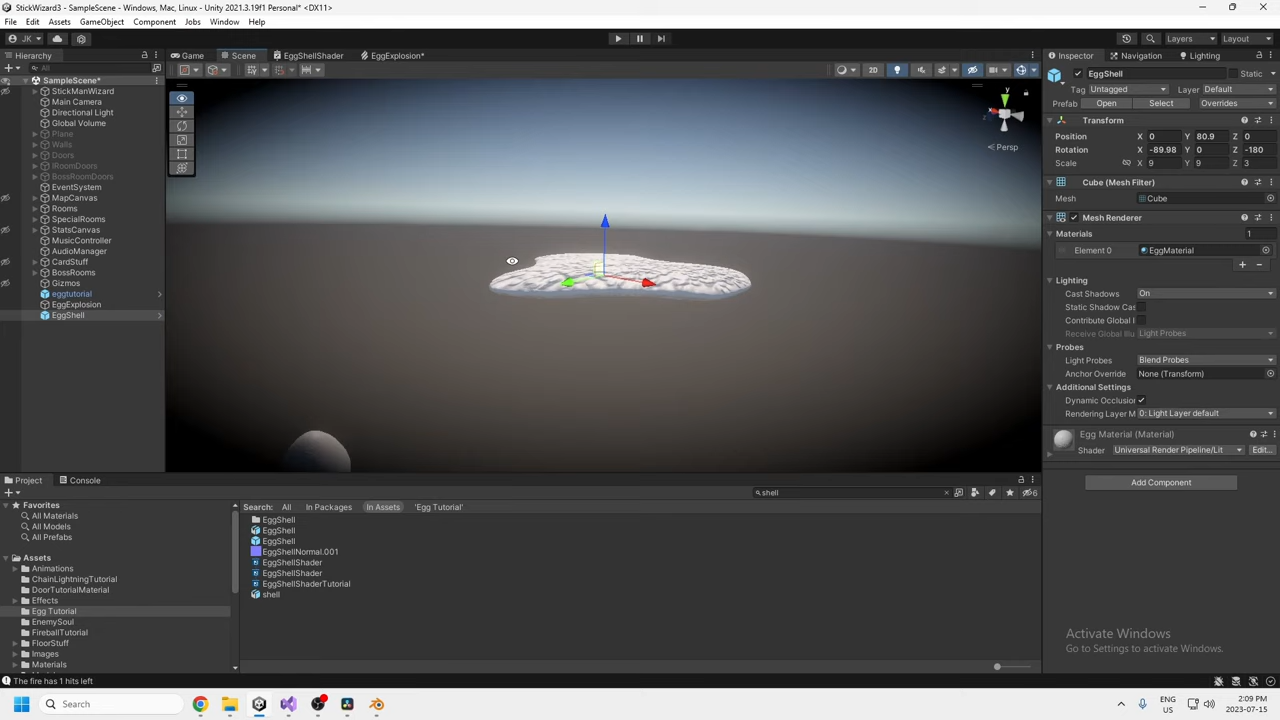 StickWizard3 - SampleScene - Windows, Mac, Linux - Unity 2021.3.19f1 Personal* <DX11>
File Edit Assets GameObject Component Jobs Window Help
JK
Layers Layout
Hierarchy
Game Scene EggShellShader EggExplosion*
Inspector Navigation Lighting
All
2D
SampleScene*
StickManWizard
Main Camera
Directional Light
Global Volume
Plane
Walls
Doors
IRoomDoors
BossRoomDoors
EventSystem
MapCanvas
Rooms
SpecialRooms
StatsCanvas
MusicController
AudioManager
CardStuff
BossRooms
Gizmos
eggtutorial
EggExplosion
EggShell
y
Persp
EggShell Static
Tag Untagged Layer Default
Prefab Open Select Overrides
Transform
Position X 0 Y 80.9 Z 0
Rotation X -89.98 Y 0 Z -180
Scale X 9 Y 9 Z 3
Cube (Mesh Filter)
Mesh Cube
Mesh Renderer
Materials 1
Element 0 EggMaterial
Lighting
Cast Shadows On
Static Shadow Cas
Contribute Global I
Receive Global Illu Light Probes
Probes
Light Probes Blend Probes
Anchor Override None (Transform)
Additional Settings
Dynamic Occlusion
Rendering Layer M 0: Light Layer default
Egg Material (Material)
Shader Universal Render Pipeline/Lit Edit...
Add Component
Activate Windows
Go to Settings to activate Windows.
Project Console
shell
6
Favorites
All Materials
All Models
All Prefabs
Assets
Animations
ChainLightningTutorial
DoorTutorialMaterial
Effects
Egg Tutorial
EnemySoul
FireballTutorial
FloorStuff
Images
Materials
Search: All In Packages In Assets 'Egg Tutorial'
EggShell
EggShell
EggShell
EggShellNormal.001
EggShellShader
EggShellShader
EggShellShaderTutorial
shell
The fire has 1 hits left
Search
ENG
US
2:09 PM
2023-07-15